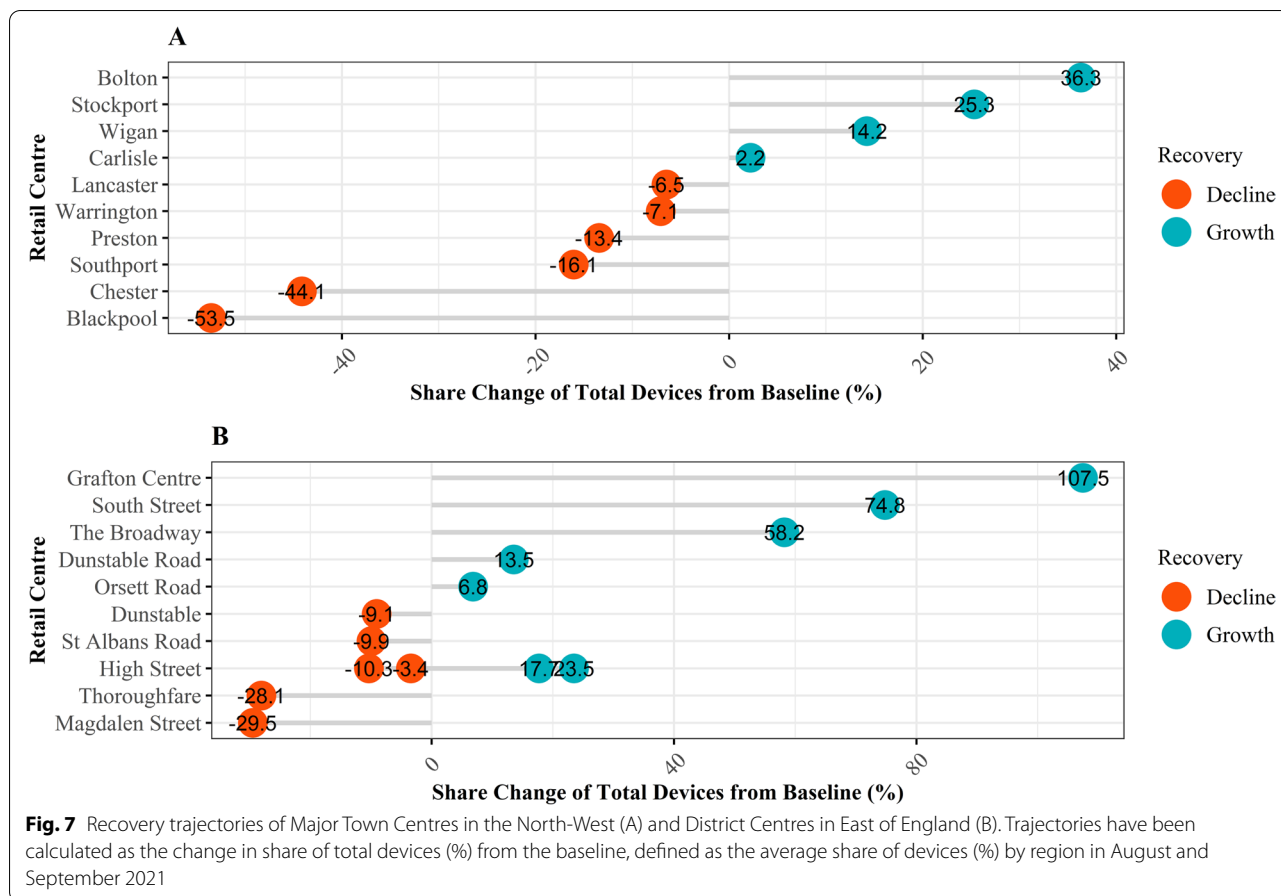 A
Bolton 36.3
Stockport 25.3
Wigan 14.2
Carlisle 2.2
Lancaster -6.5
Warrington -7.1
Preston -13.4
Southport -16.1
Chester -44.1
Blackpool -53.5
Retail Centre
-40 -20 0 20 40
Share Change of Total Devices from Baseline (%)
Recovery
Decline
Growth
B
Grafton Centre 107.5
South Street 74.8
The Broadway 58.2
Dunstable Road 13.5
Orsett Road 6.8
Dunstable -9.1
St Albans Road -9.9
High Street -10.3 -3.4 17.7 23.5
Thoroughfare -28.1
Magdalen Street -29.5
Retail Centre
0 40 80
Share Change of Total Devices from Baseline (%)
Recovery
Decline
Growth
Fig. 7 Recovery trajectories of Major Town Centres in the North-West (A) and District Centres in East of England (B). Trajectories have been
calculated as the change in share of total devices (%) from the baseline, defined as the average share of devices (%) by region in August and
September 2021